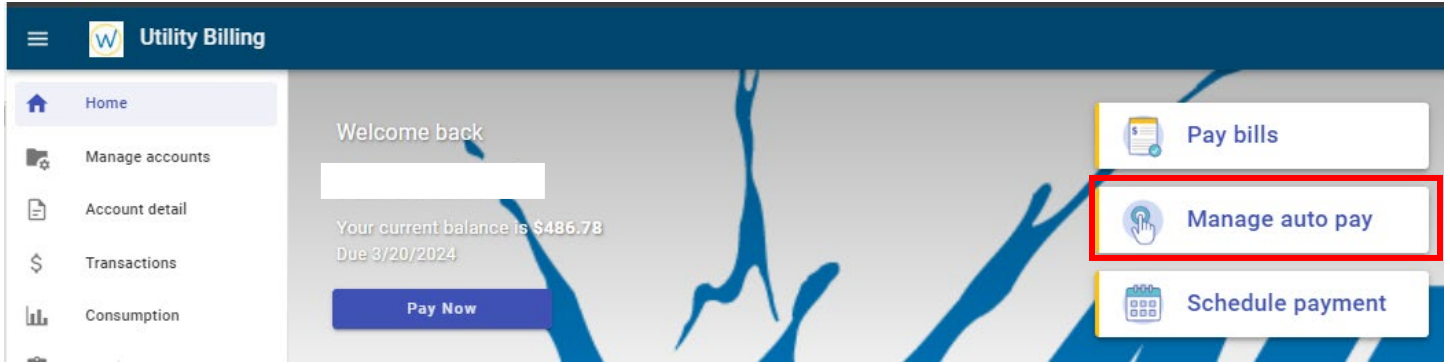 Utility Billing
Home
Manage accounts
Account detail
Transactions
Consumption
Welcome back
Your current balance is $486.78
Due 3/20/2024
Pay Now
Pay bills
Manage auto pay
Schedule payment